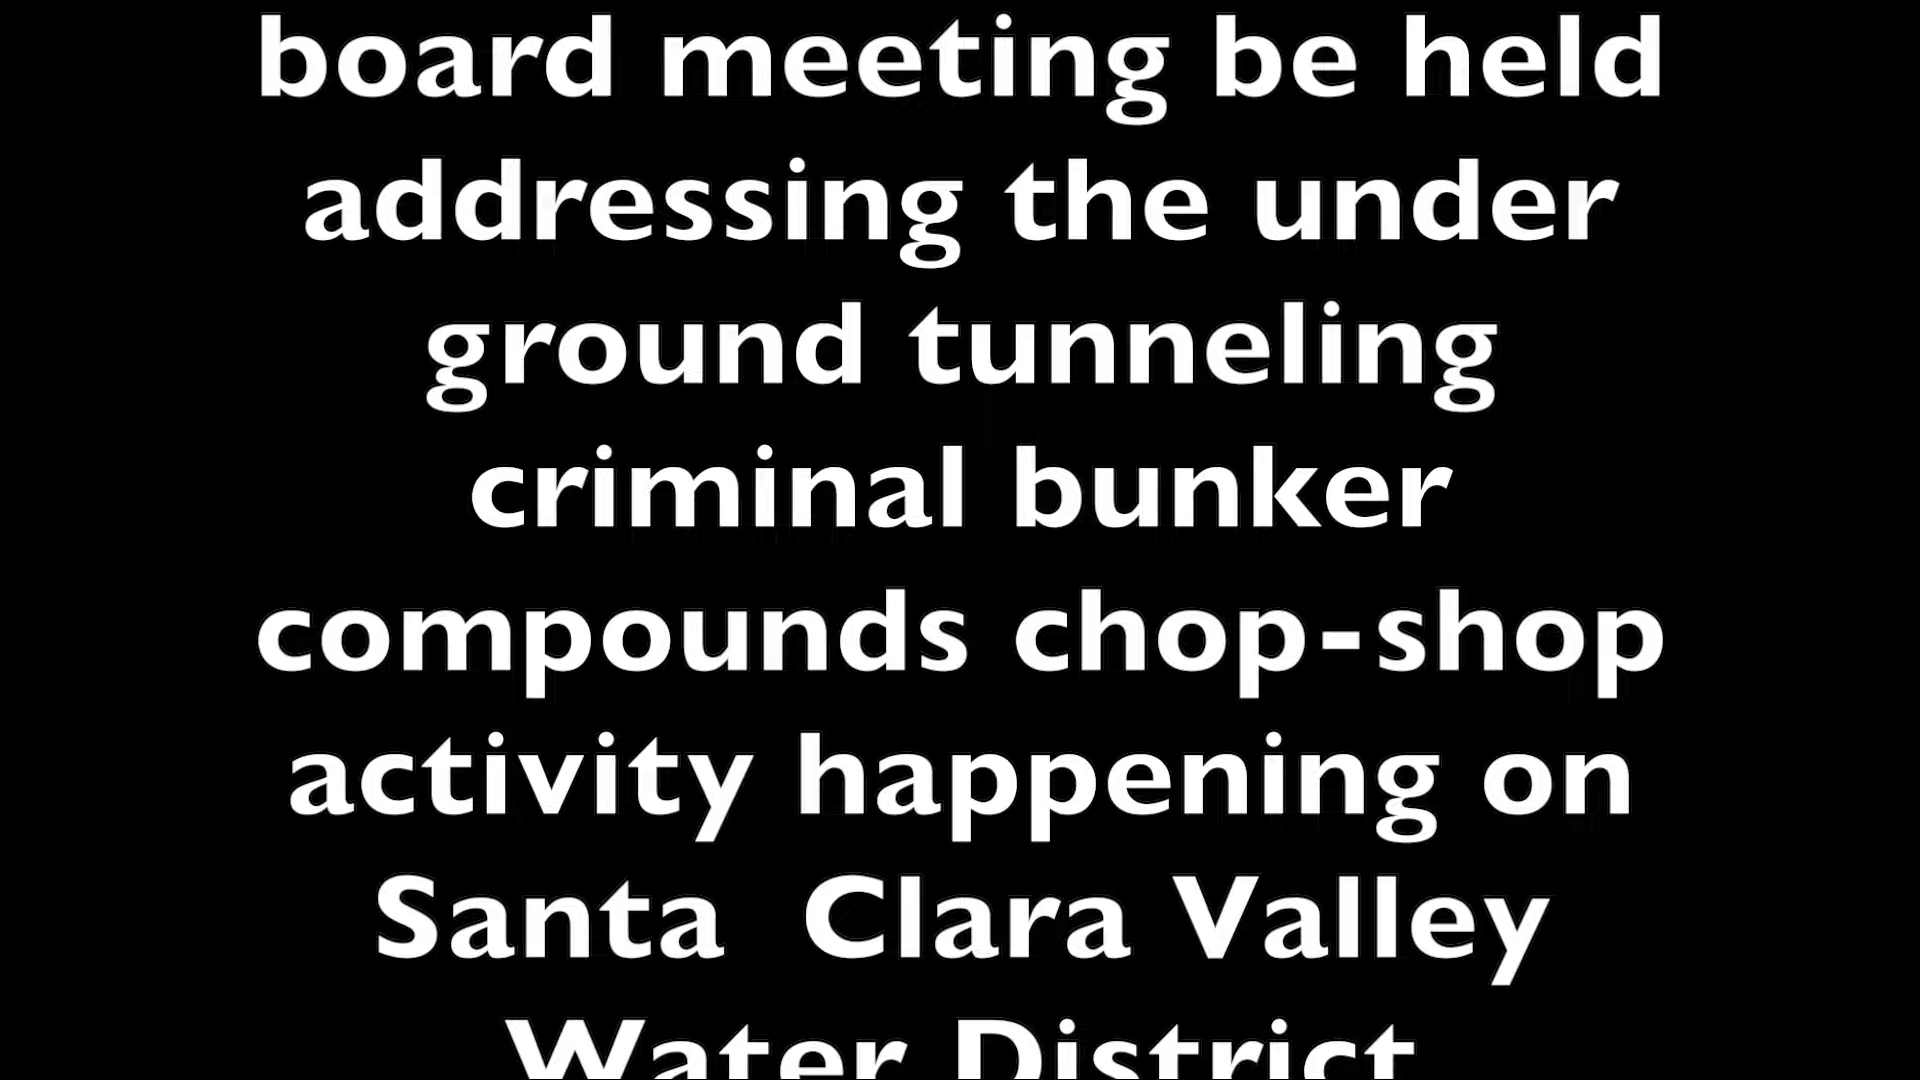 board meeting be held
addressing the under
ground tunneling
criminal bunker
compounds chop-shop
activity happening on
Santa  Clara Valley
Water District